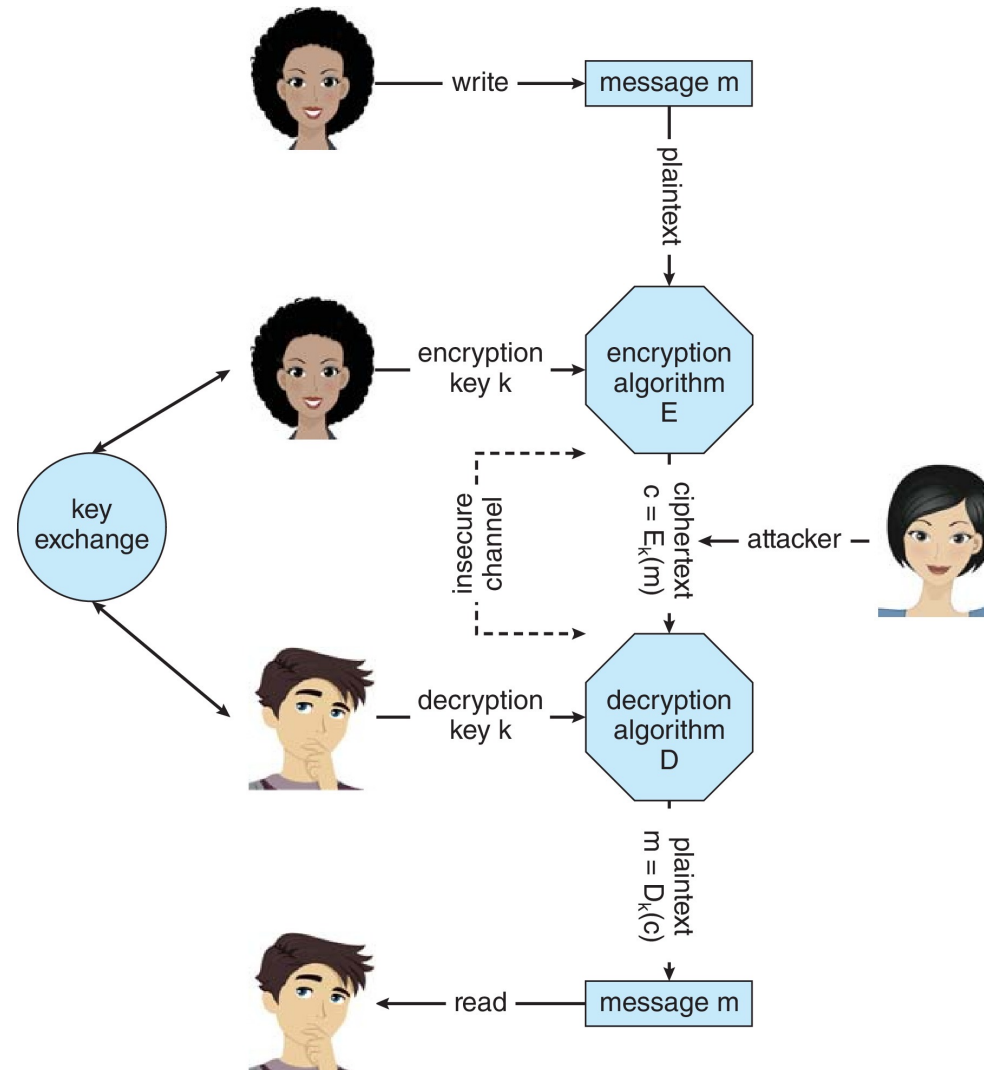 write
message m
plaintext
encryption
key k
encryption
algorithm
E
key
exchange
insecure
channel
ciphertext
c = Eₖ(m)
attacker
decryption
key k
decryption
algorithm
D
plaintext
m = Dₖ(c)
read
message m